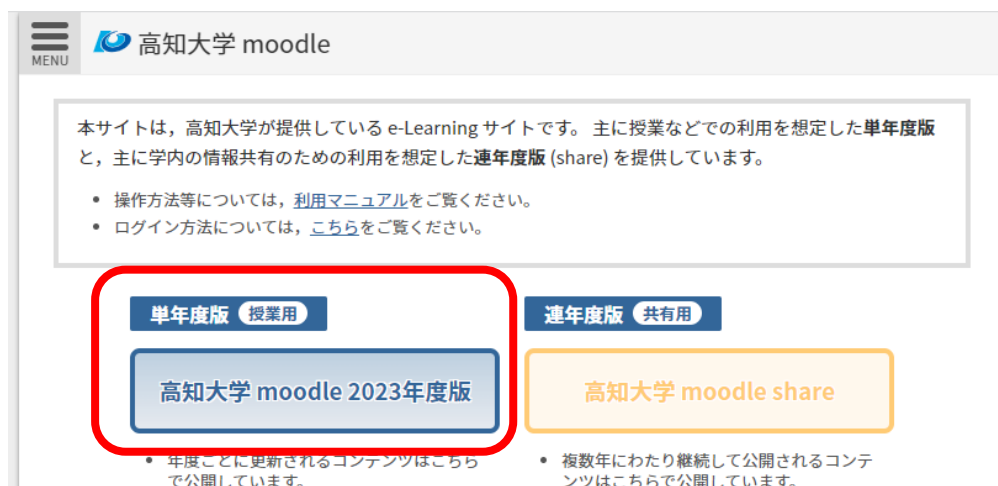 MENU
高知大学 moodle
本サイトは，高知大学が提供している e-Learning サイトです。 主に授業などでの利用を想定した単年度版
と，主に学内の情報共有のための利用を想定した連年度版 (share) を提供しています。
• 操作方法等については，利用マニュアルをご覧ください。
• ログイン方法については，こちらをご覧ください。
単年度版 授業用
高知大学 moodle 2023年度版
• 年度ごとに更新されるコンテンツはこちら
で公開しています。
連年度版 共有用
高知大学 moodle share
• 複数年にわたり継続して公開されるコンテ
ンツはこちらで公開しています。